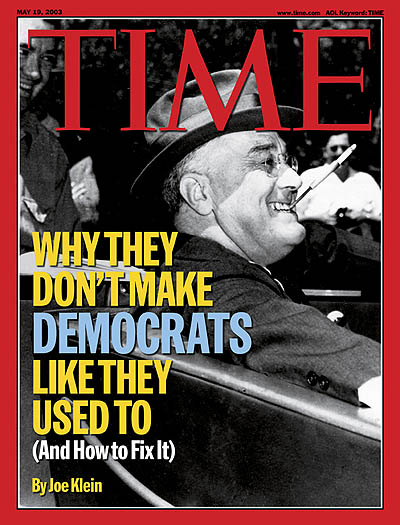 MAY 19, 2003
www.time.com AOL Keyword: TIME
TIME
WHY THEY
DON'T MAKE
DEMOCRATS
LIKE THEY
USED TO
(And How to Fix It)
By Joe Klein